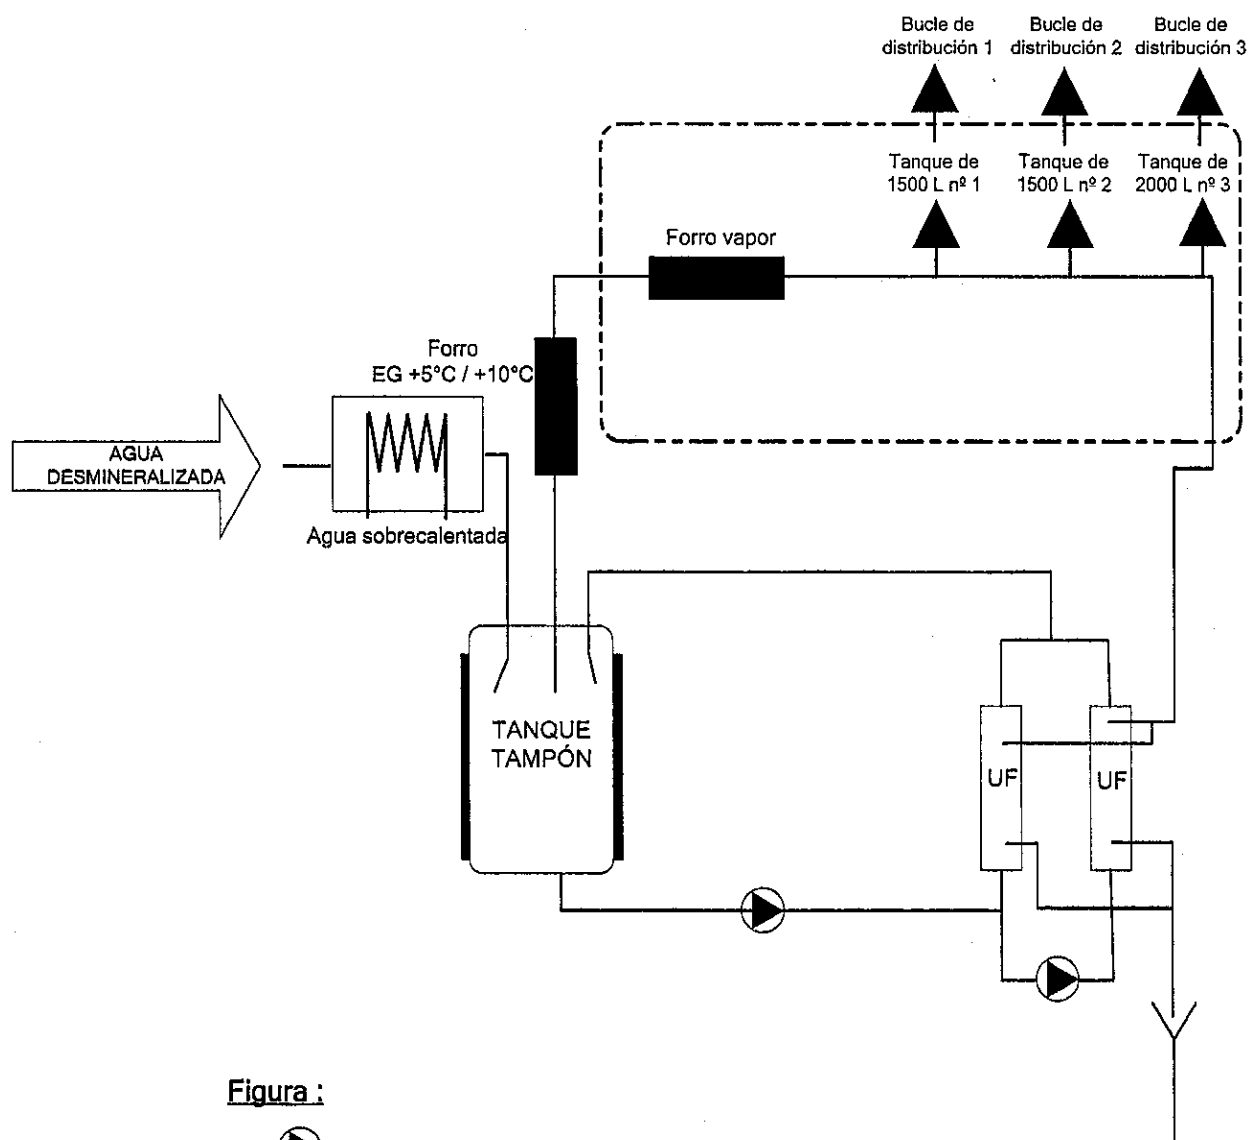 Bucle de
distribución 1
Bucle de
distribución 2
Bucle de
distribución 3
Tanque de
1500 L nº 1
Tanque de
1500 L nº 2
Tanque de
2000 L nº 3
Forro vapor
Forro
EG +5°C / +10°C
AGUA
DESMINERALIZADA
Agua sobrecalentada
TANQUE
TAMPÓN
UF
UF
Figura :